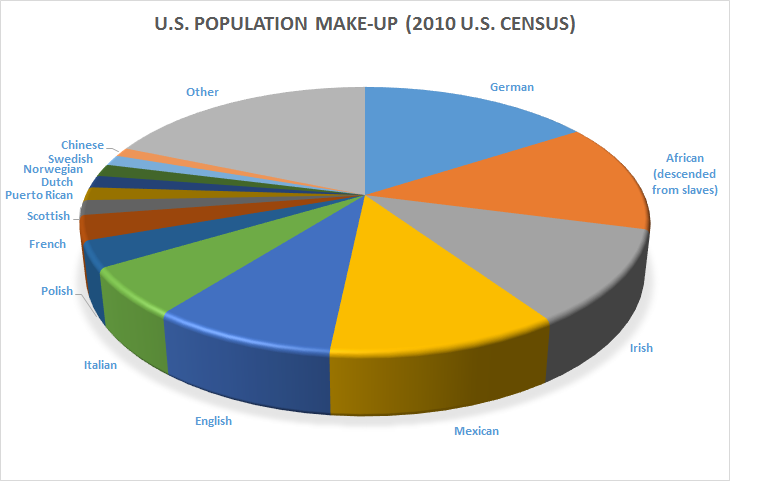 U.S. POPULATION MAKE-UP (2010 U.S. CENSUS)
German
African
(descended
from slaves)
Irish
Mexican
English
Italian
Polish
French
Scottish
Puerto Rican
Dutch
Norwegian
Swedish
Chinese
Other